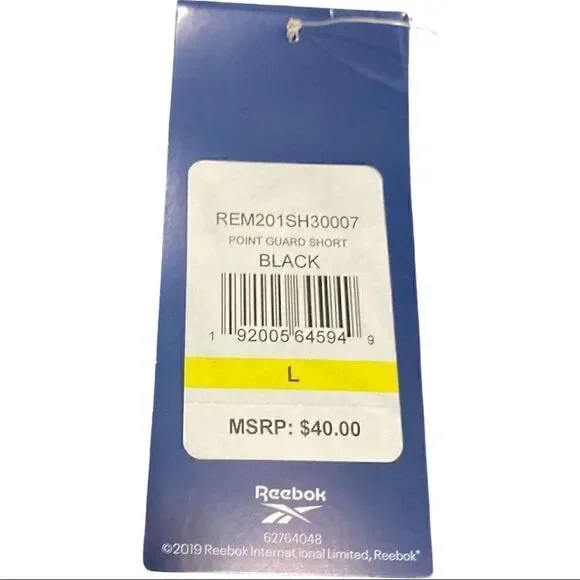 REM201SH30007
POINT GUARD SHORT
BLACK
1 92005 64594 9
L
MSRP: $40.00
Reebok
62764048
©2019 Reebok International Limited, Reebok®